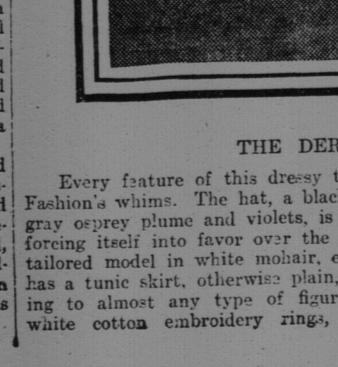 THE DER
Every feature of this dressy t
Fashion's whims. The hat, a blac
gray osprey plume and violets, is
forcing itself into favor over the
tailored model in white mohair, e
has a tunic skirt, otherwise plain,
ing to almost any type of figur
white cotton embroidery rings,